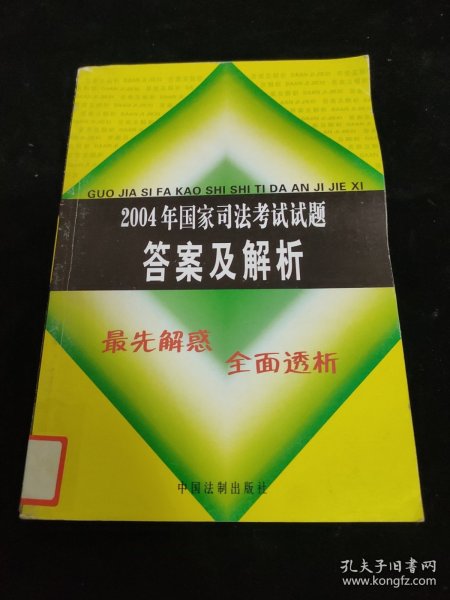 GUO JIA SI FA KAO SHI SHI TI DA AN JI JIE XI
2004年国家司法考试试题
答案及解析
最先解惑
全面透析
中国法制出版社
孔夫子旧书网
www.kongfz.com